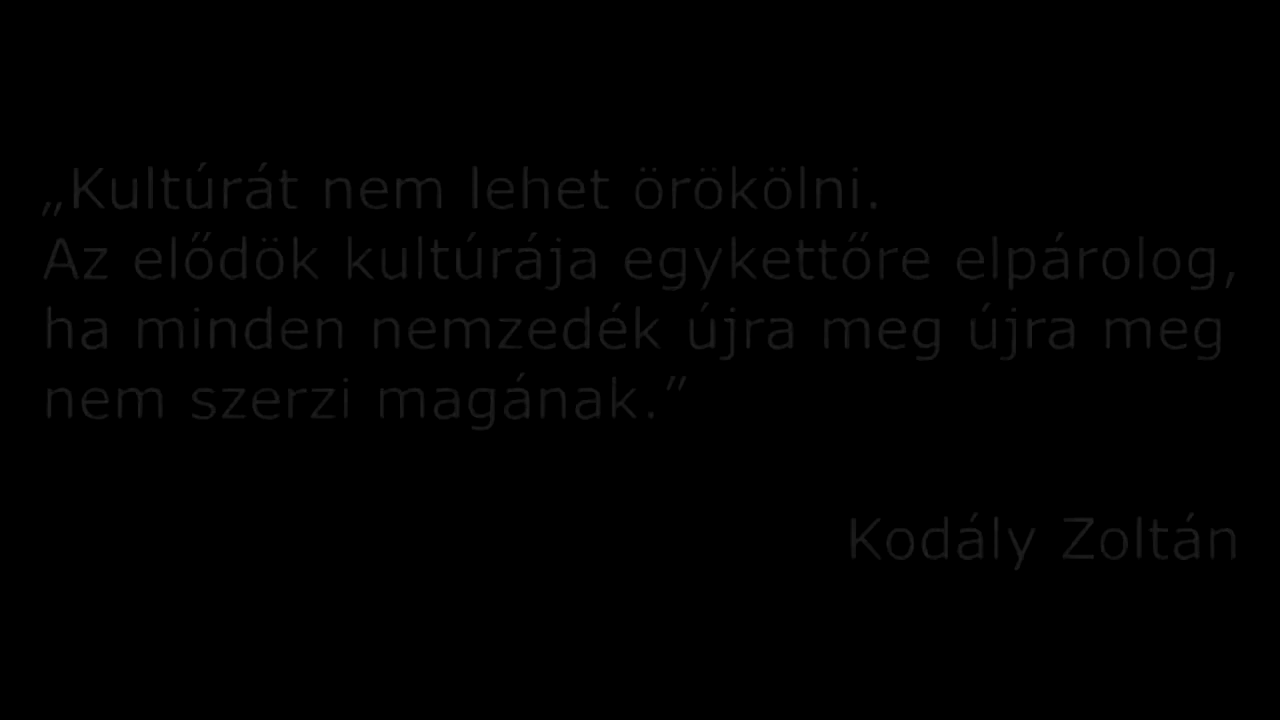 „Kultúrát nem lehet örökölni.
Az elődök kultúrája egykettőre elpárolog,
ha minden nemzedék újra meg újra meg
nem szerzi magának.”
Kodály Zoltán